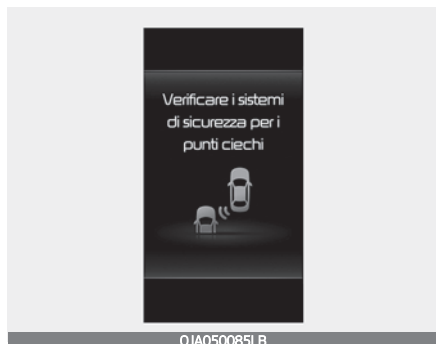 Verificare i sistemi
di sicurezza per i
punti ciechi
OJA050085LB